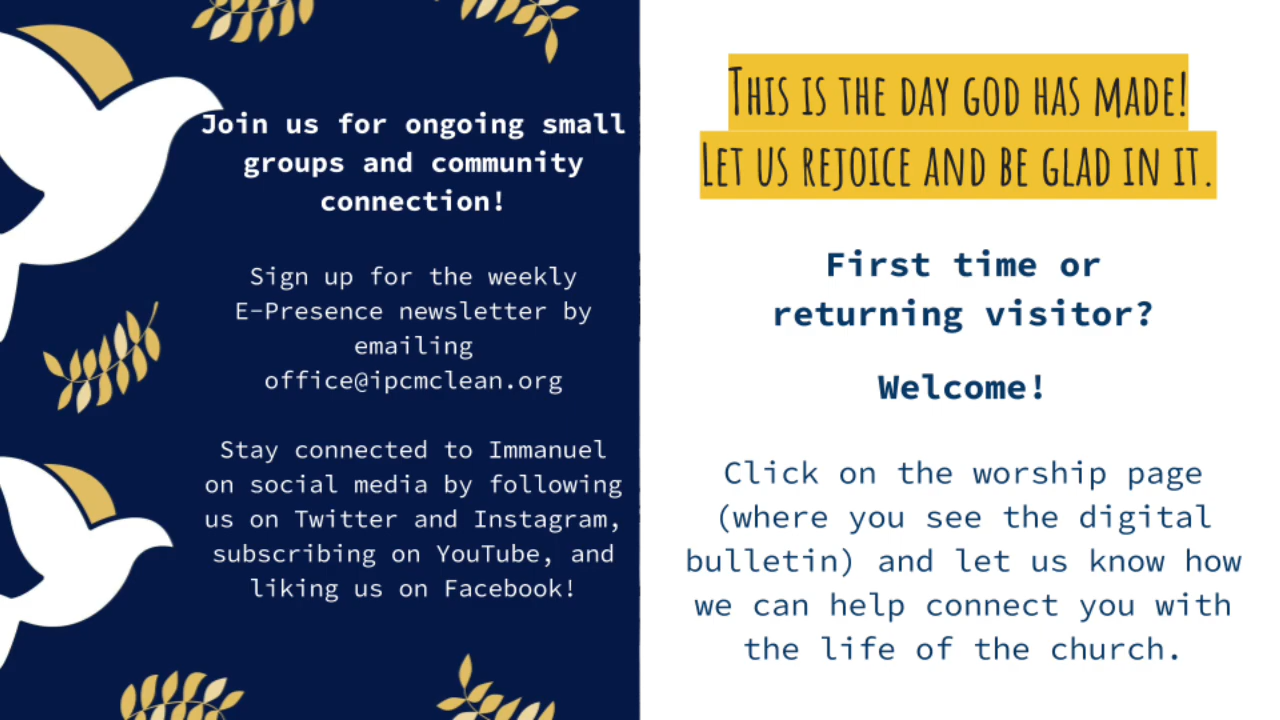 Join us for ongoing small
groups and community
connection!
Sign up for the weekly
E-Presence newsletter by
emailing
office@ipcmclean.org
Stay connected to Immanuel
on social media by following
us on Twitter and Instagram,
subscribing on YouTube, and
liking us on Facebook!
THIS IS THE DAY GOD HAS MADE!
LET US REJOICE AND BE GLAD IN IT.
First time or
returning visitor?
Welcome!
Click on the worship page
(where you see the digital
bulletin) and let us know how
we can help connect you with
the life of the church.